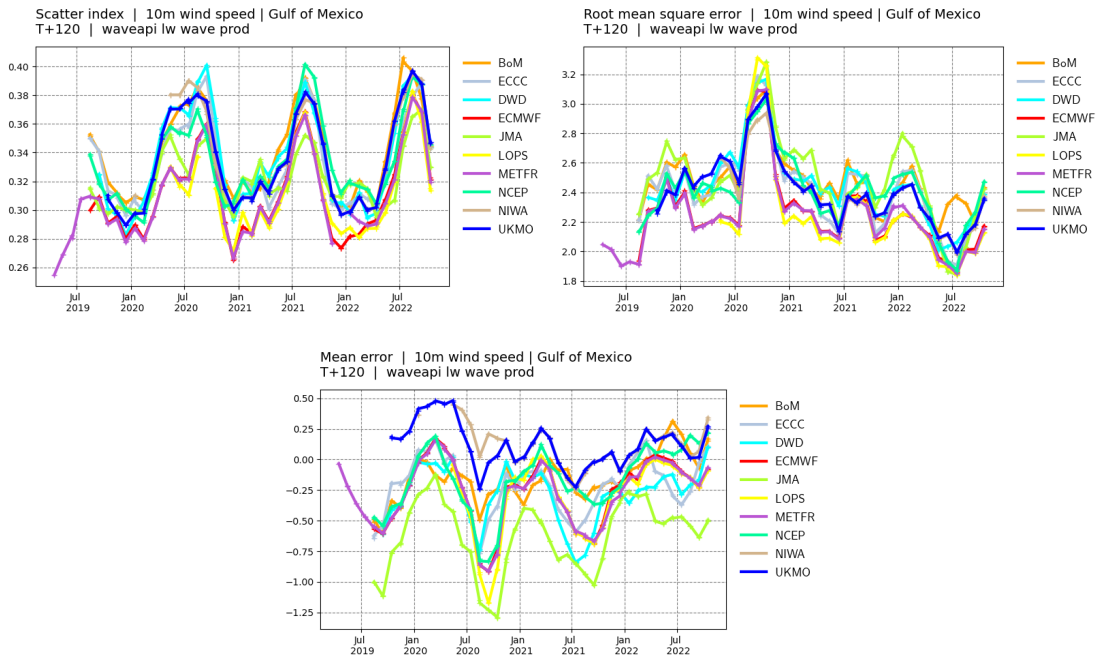 Scatter index | 10m wind speed | Gulf of Mexico
T+120 | waveapi lw wave prod
0.40
0.38
0.36
0.34
0.32
0.30
0.28
0.26
Jul
2019
Jan
2020
Jul
2020
Jan
2021
Jul
2021
Jan
2022
Jul
2022
BoM
ECCC
DWD
ECMWF
JMA
LOPS
METFR
NCEP
NIWA
UKMO
Root mean square error | 10m wind speed | Gulf of Mexico
T+120 | waveapi lw wave prod
3.2
3.0
2.8
2.6
2.4
2.2
2.0
1.8
Jul
2019
Jan
2020
Jul
2020
Jan
2021
Jul
2021
Jan
2022
Jul
2022
BoM
ECCC
DWD
ECMWF
JMA
LOPS
METFR
NCEP
NIWA
UKMO
Mean error | 10m wind speed | Gulf of Mexico
T+120 | waveapi lw wave prod
0.50
0.25
0.00
−0.25
−0.50
−0.75
−1.00
−1.25
Jul
2019
Jan
2020
Jul
2020
Jan
2021
Jul
2021
Jan
2022
Jul
2022
BoM
ECCC
DWD
ECMWF
JMA
LOPS
METFR
NCEP
NIWA
UKMO